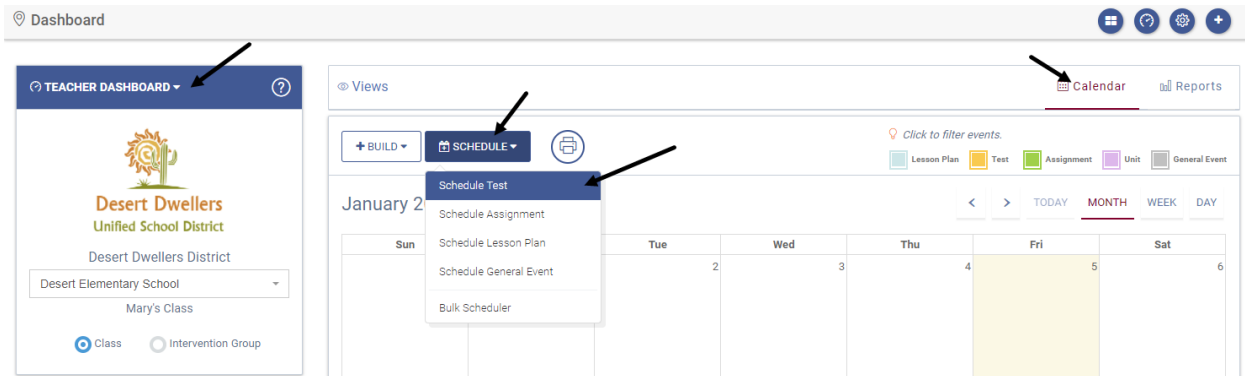 Dashboard
TEACHER DASHBOARD
?
Desert Dwellers
Unified School District
Desert Dwellers District
Desert Elementary School
Mary's Class
Class
Intervention Group
Views
Calendar
Reports
+ BUILD
SCHEDULE
Click to filter events.
Lesson Plan
Test
Assignment
Unit
General Event
Schedule Test
Schedule Assignment
Schedule Lesson Plan
Schedule General Event
Bulk Scheduler
January 2
< > TODAY MONTH WEEK DAY
Sun Tue Wed Thu Fri Sat
2 3 4 5 6